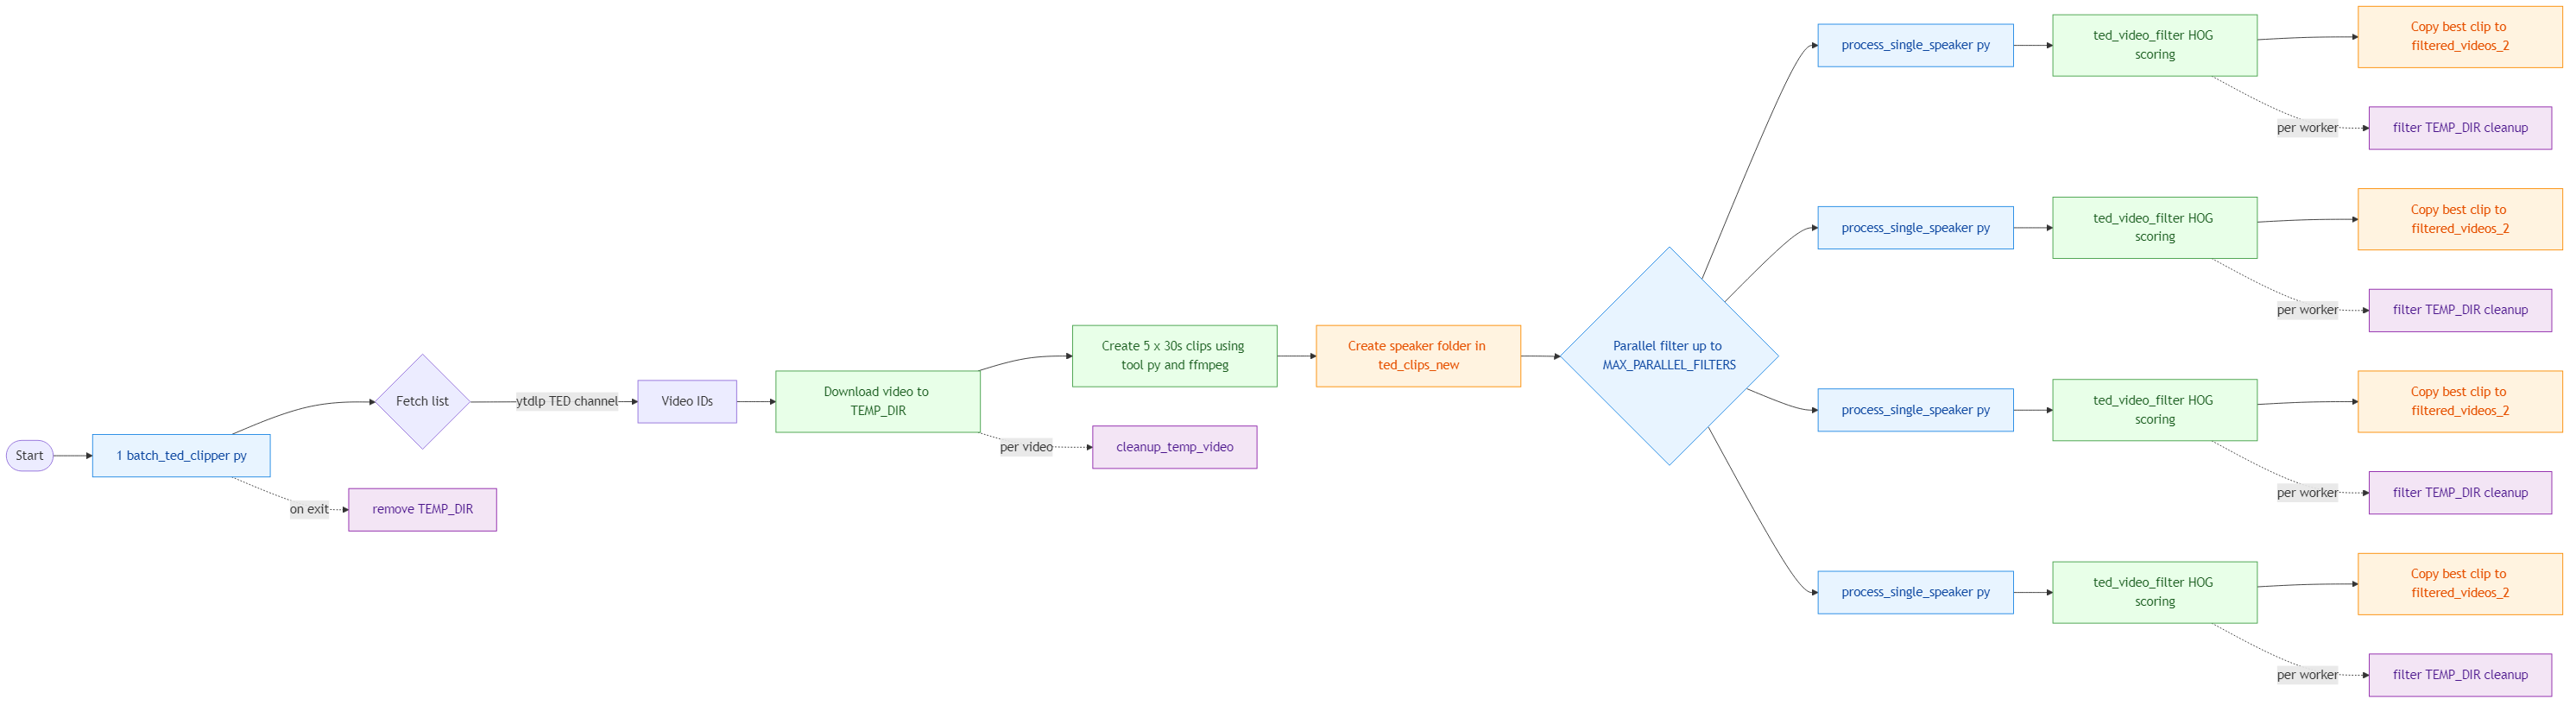 Start
1 batch_ted_clipper py
on exit
remove TEMP_DIR
Fetch list
ytdlp TED channel
Video IDs
Download video to
TEMP_DIR
per video
cleanup_temp_video
Create 5 x 30s clips using
tool py and ffmpeg
Create speaker folder in
ted_clips_new
Parallel filter up to
MAX_PARALLEL_FILTERS
process_single_speaker py
ted_video_filter HOG
scoring
Copy best clip to
filtered_videos_2
per worker
filter TEMP_DIR cleanup
process_single_speaker py
ted_video_filter HOG
scoring
Copy best clip to
filtered_videos_2
per worker
filter TEMP_DIR cleanup
process_single_speaker py
ted_video_filter HOG
scoring
Copy best clip to
filtered_videos_2
per worker
filter TEMP_DIR cleanup
process_single_speaker py
ted_video_filter HOG
scoring
Copy best clip to
filtered_videos_2
per worker
filter TEMP_DIR cleanup